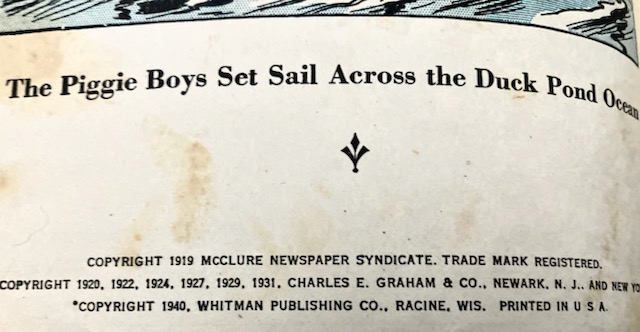 The Piggie Boys Set Sail Across the Duck Pond Ocean
COPYRIGHT 1919 McCLURE NEWSPAPER SYNDICATE. TRADE MARK REGISTERED.
COPYRIGHT 1920, 1922, 1924, 1927, 1929, 1931, CHARLES E. GRAHAM & CO., NEWARK, N. J., AND NEW YO
*COPYRIGHT 1940, WHITMAN PUBLISHING CO., RACINE, WIS. PRINTED IN U S A